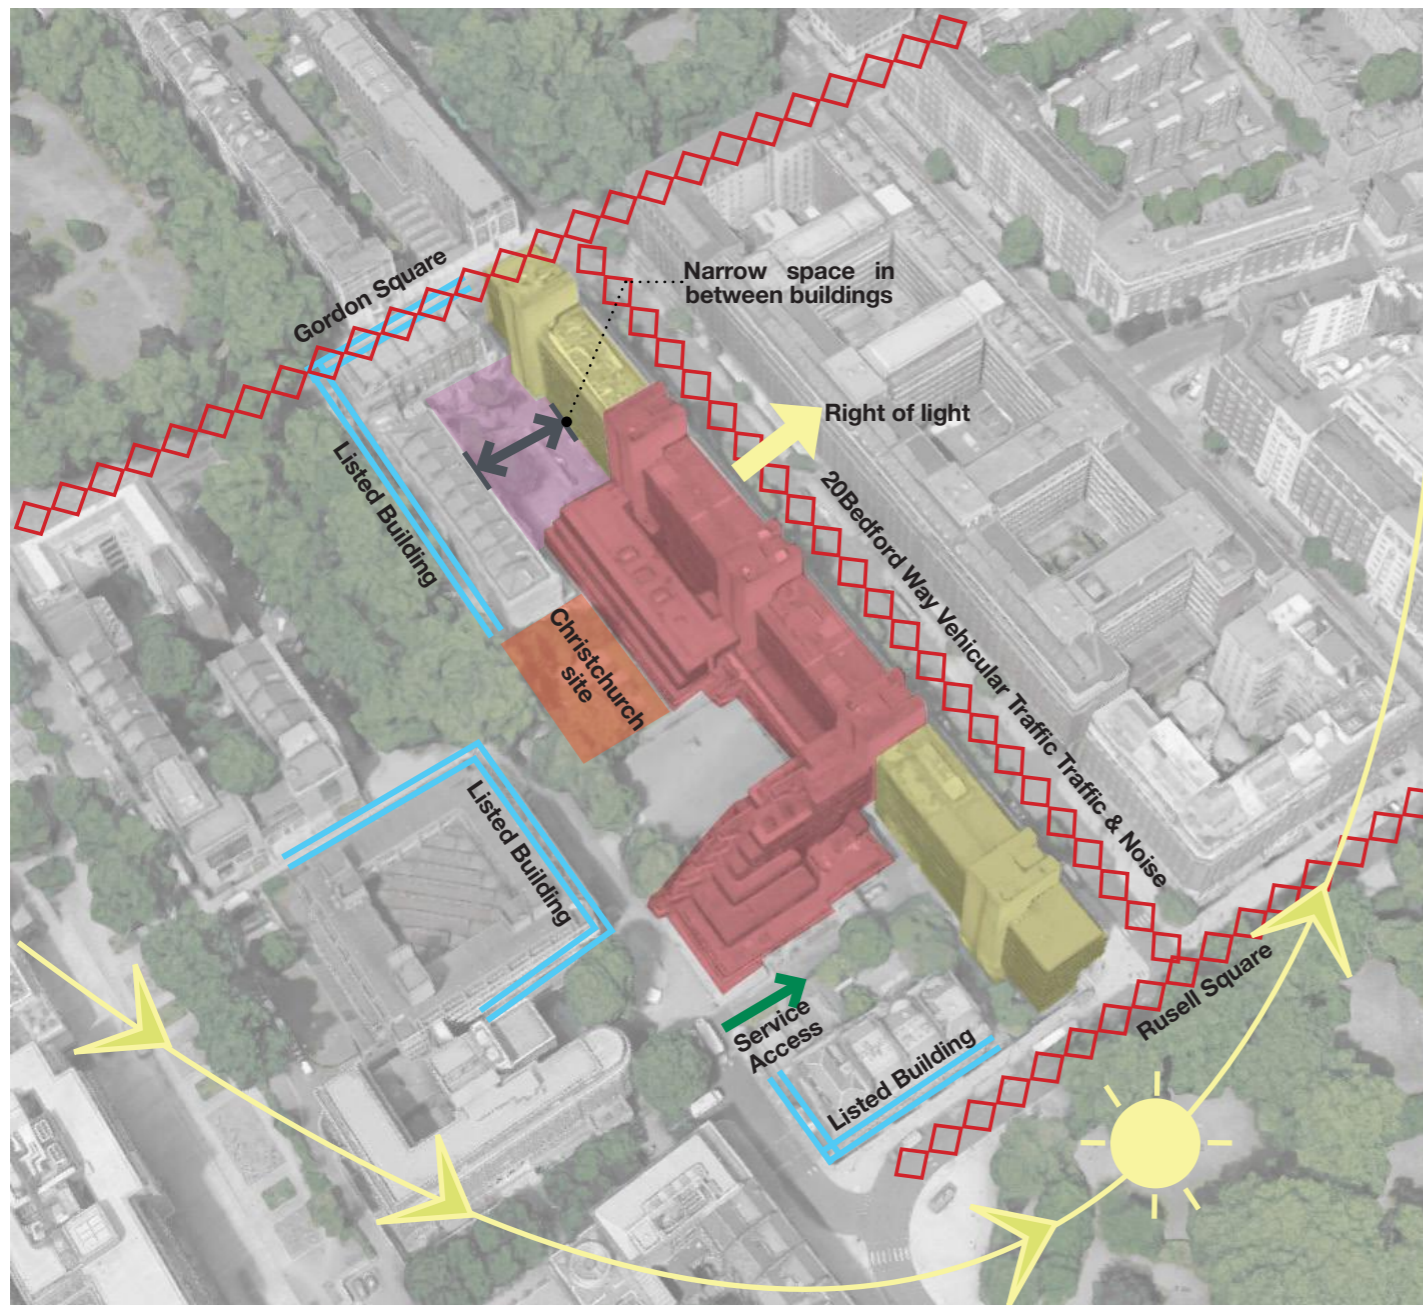 Gordon Square
Narrow space in
between buildings
Right of light
Listed Building
20Bedford Way Vehicular Traffic Traffic & Noise
Christchurch
site
Listed Building
Rusell Square
Service
Access
Listed Building